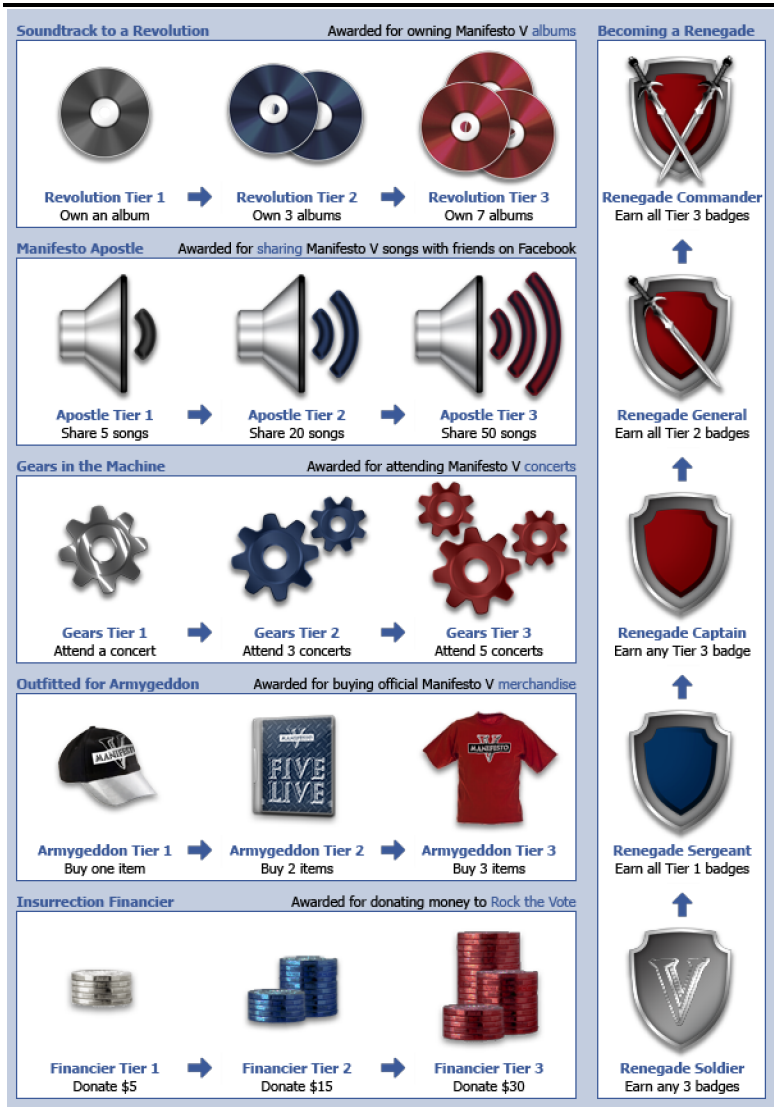 Soundtrack to a Revolution
Awarded for owning Manifesto V albums
Revolution Tier 1
Own an album
Revolution Tier 2
Own 3 albums
Revolution Tier 3
Own 7 albums
Manifesto Apostle
Awarded for sharing Manifesto V songs with friends on Facebook
Apostle Tier 1
Share 5 songs
Apostle Tier 2
Share 20 songs
Apostle Tier 3
Share 50 songs
Gears in the Machine
Awarded for attending Manifesto V concerts
Gears Tier 1
Attend a concert
Gears Tier 2
Attend 3 concerts
Gears Tier 3
Attend 5 concerts
Outfitted for Armygeddon
Awarded for buying official Manifesto V merchandise
V
MANIFESTO
V
MANIFESTO
FIVE
LIVE
V
MANIFESTO
Armygeddon Tier 1
Buy one item
Armygeddon Tier 2
Buy 2 items
Armygeddon Tier 3
Buy 3 items
Insurrection Financier
Awarded for donating money to Rock the Vote
Financier Tier 1
Donate $5
Financier Tier 2
Donate $15
Financier Tier 3
Donate $30
Becoming a Renegade
Renegade Commander
Earn all Tier 3 badges
Renegade General
Earn all Tier 2 badges
Renegade Captain
Earn any Tier 3 badge
Renegade Sergeant
Earn all Tier 1 badges
V
Renegade Soldier
Earn any 3 badges